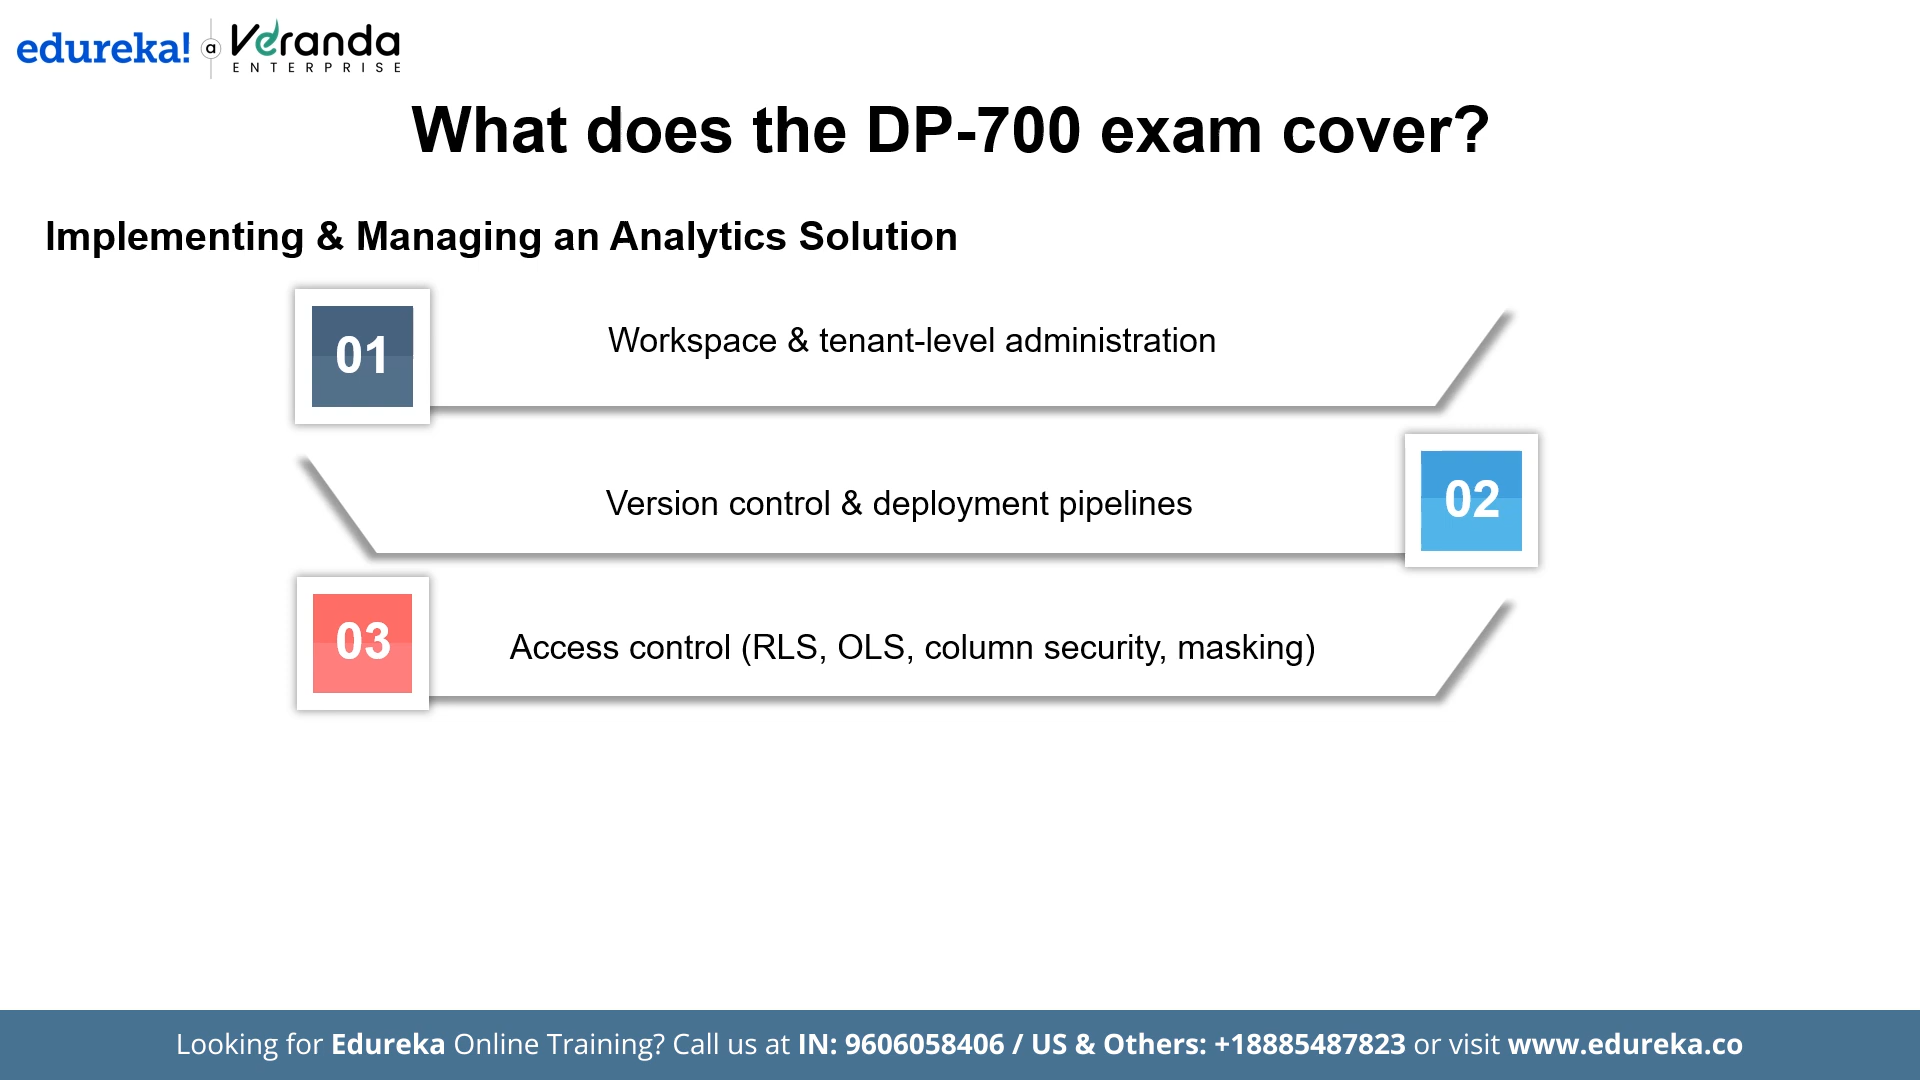 edureka! a Veranda
ENTERPRISE
What does the DP-700 exam cover?
Implementing & Managing an Analytics Solution
01
Workspace & tenant-level administration
Version control & deployment pipelines
02
03
Access control (RLS, OLS, column security, masking)
Looking for Edureka Online Training? Call us at IN: 9606058406 / US & Others: +18885487823 or visit www.edureka.co